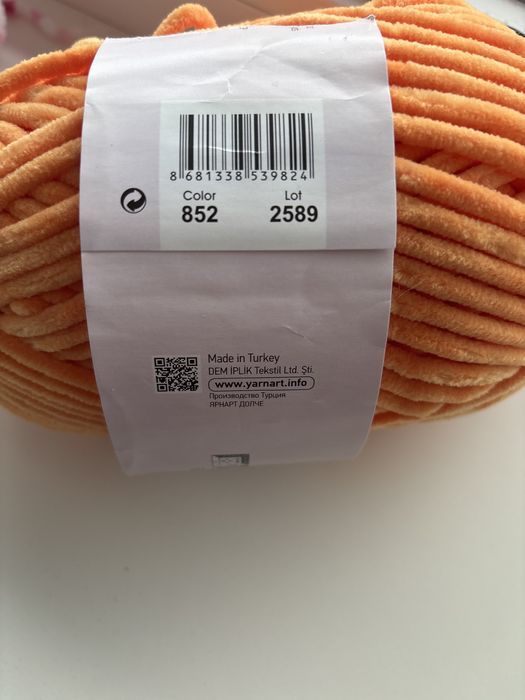 8 681338 539824
Color Lot
852 2589
Made in Turkey
DEM İPLİK Tekstil Ltd. Şti.
www.yarnart.info
Производство Турция
ЯРНАРТ ДОЛЧЕ